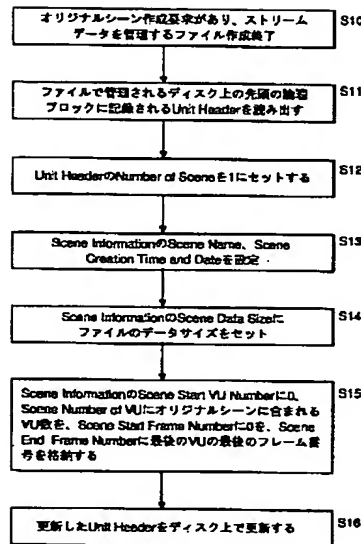 オリジナルシーン作成要求があり、ストリーム
データを管理するファイル作成終了
S10
ファイルで管理されるディスク上の先頭の論理
ブロックに記録されるUnit Headerを読み出す
S11
Unit HeaderのNumber of Sceneを1にセットする
S12
Scene InformationのScene Name、Scene
Creation Time and Dateを設定
S13
Scene InformationのScene Data Sizeに
ファイルのデータサイズをセット
S14
Scene InformationのScene Start VU Numberに0、
Scene Number of VUにオリジナルシーンに含まれる
VU数を、Scene Start Frame Numberに0を、Scene
End Frame Numberに最後のVUの最後のフレーム番
号を格納する
S15
更新したUnit Headerをディスク上で更新する
S16